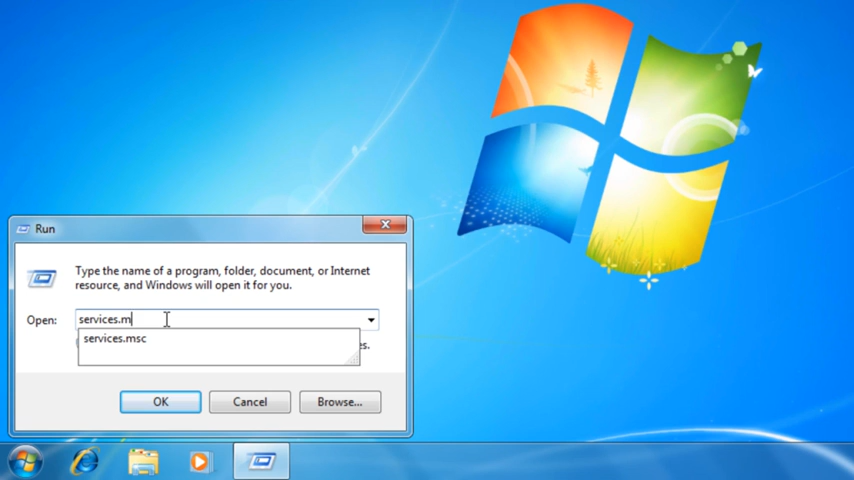 Run
Type the name of a program, folder, document, or Internet
resource, and Windows will open it for you.
Open: services.m
services.msc
es.
OK Cancel Browse...